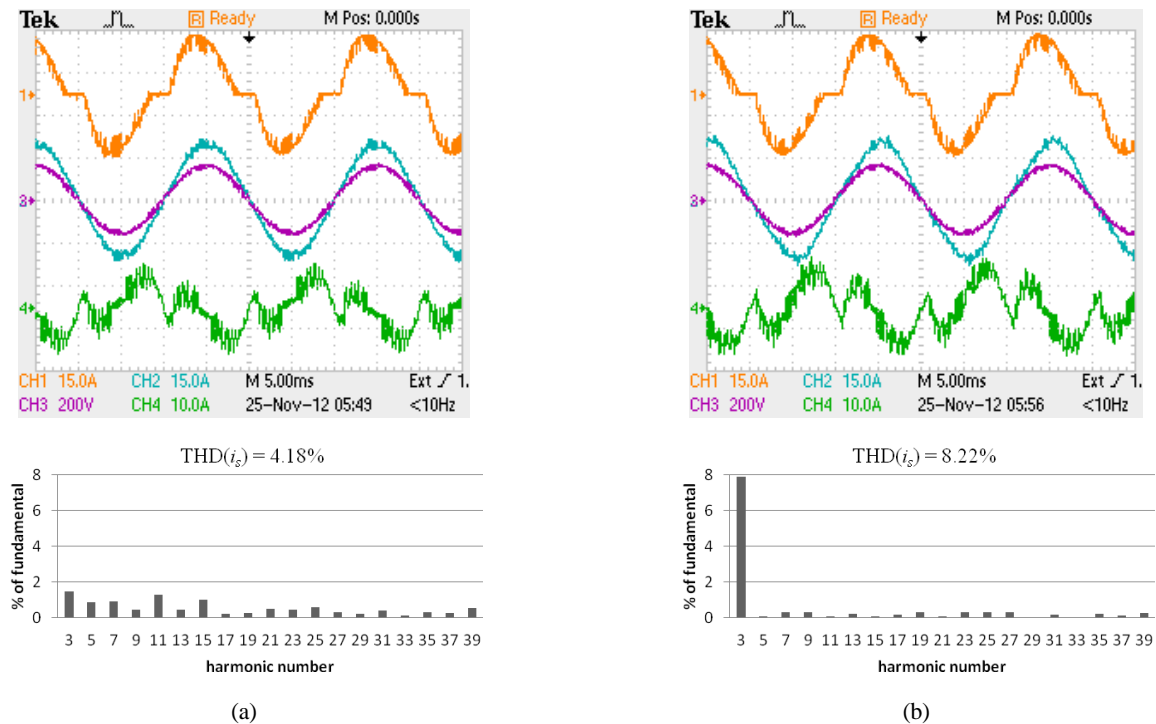 Tek R Ready M Pos: 0.000s
1
3
4
CH1 15.0A CH2 15.0A M 5.00ms Ext 1.
CH3 200V CH4 10.0A 25-Nov-12 05:49 <10Hz
THD(is) = 4.18%
% of fundamental
8
6
4
2
0
3 5 7 9 11 13 15 17 19 21 23 25 27 29 31 33 35 37 39
harmonic number
(a)
Tek R Ready M Pos: 0.000s
1
3
4
CH1 15.0A CH2 15.0A M 5.00ms Ext 1.
CH3 200V CH4 10.0A 25-Nov-12 05:56 <10Hz
THD(is) = 8.22%
% of fundamental
8
6
4
2
0
3 5 7 9 11 13 15 17 19 21 23 25 27 29 31 33 35 37 39
harmonic number
(b)